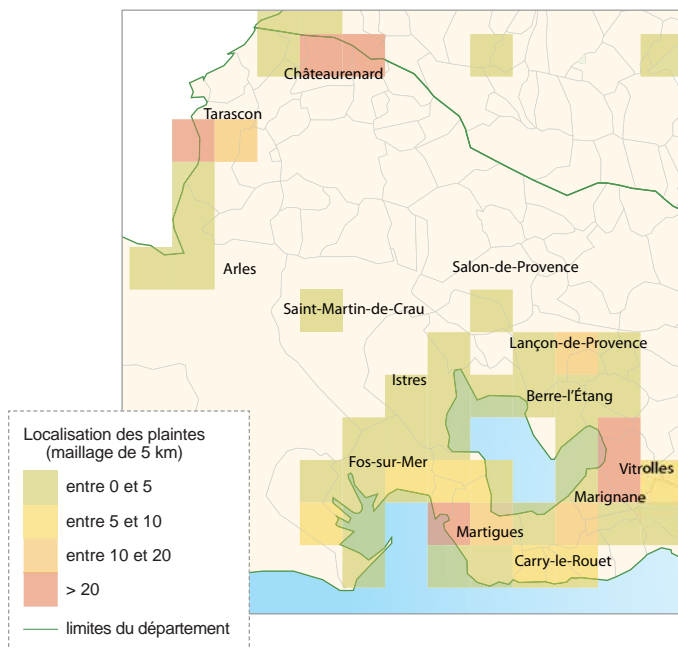 Châteaurenard
Tarascon
Arles
Salon-de-Provence
Saint-Martin-de-Crau
Lançon-de-Provence
Istres
Berre-l'Étang
Fos-sur-Mer
Vitrolles
Marignane
Martigues
Carry-le-Rouet
Localisation des plaintes
(maillage de 5 km)
entre 0 et 5
entre 5 et 10
entre 10 et 20
> 20
limites du département